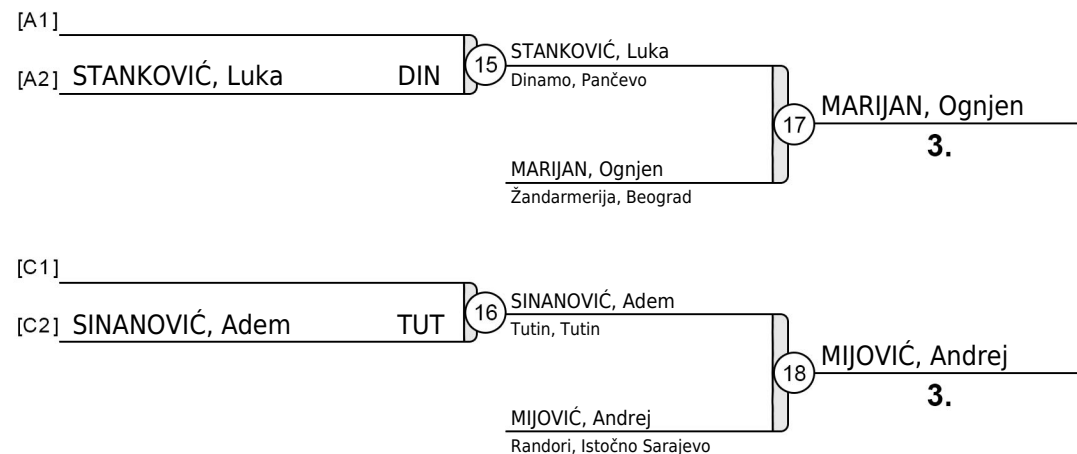 [A1]
[A2] STANKOVIĆ, Luka DIN
15
STANKOVIĆ, Luka
Dinamo, Pančevo
17
MARIJAN, Ognjen
3.
MARIJAN, Ognjen
Žandarmerija, Beograd
[C1]
[C2] SINANOVIĆ, Adem TUT
16
SINANOVIĆ, Adem
Tutin, Tutin
18
MIJOVIĆ, Andrej
3.
MIJOVIĆ, Andrej
Randori, Istočno Sarajevo